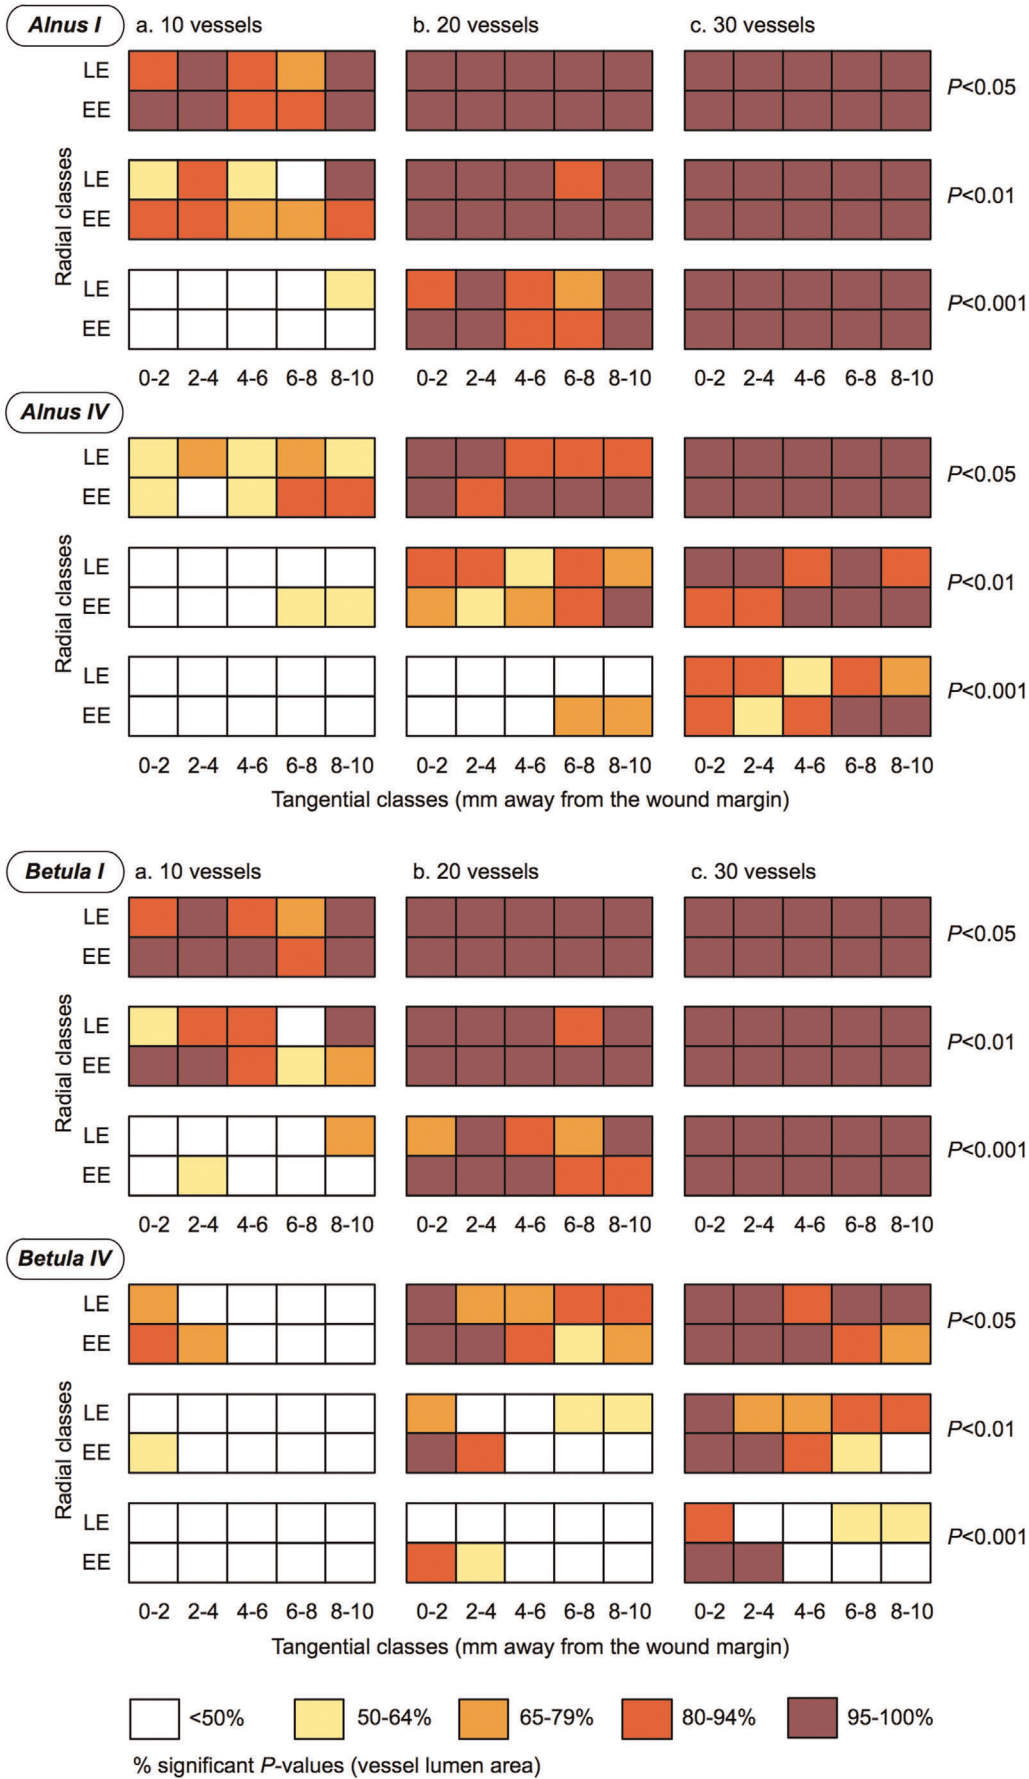 Alnus I a. 10 vessels b. 20 vessels c. 30 vessels
LE
EE
P<0.05
LE
EE
P<0.01
Radial classes
LE
EE
P<0.001
0-2 2-4 4-6 6-8 8-10 0-2 2-4 4-6 6-8 8-10 0-2 2-4 4-6 6-8 8-10
Alnus IV
LE
EE
P<0.05
LE
EE
P<0.01
Radial classes
LE
EE
P<0.001
0-2 2-4 4-6 6-8 8-10 0-2 2-4 4-6 6-8 8-10 0-2 2-4 4-6 6-8 8-10
Tangential classes (mm away from the wound margin)
Betula I a. 10 vessels b. 20 vessels c. 30 vessels
LE
EE
P<0.05
LE
EE
P<0.01
Radial classes
LE
EE
P<0.001
0-2 2-4 4-6 6-8 8-10 0-2 2-4 4-6 6-8 8-10 0-2 2-4 4-6 6-8 8-10
Betula IV
LE
EE
P<0.05
LE
EE
P<0.01
Radial classes
LE
EE
P<0.001
0-2 2-4 4-6 6-8 8-10 0-2 2-4 4-6 6-8 8-10 0-2 2-4 4-6 6-8 8-10
Tangential classes (mm away from the wound margin)
<50% 50-64% 65-79% 80-94% 95-100%
% significant P-values (vessel lumen area)